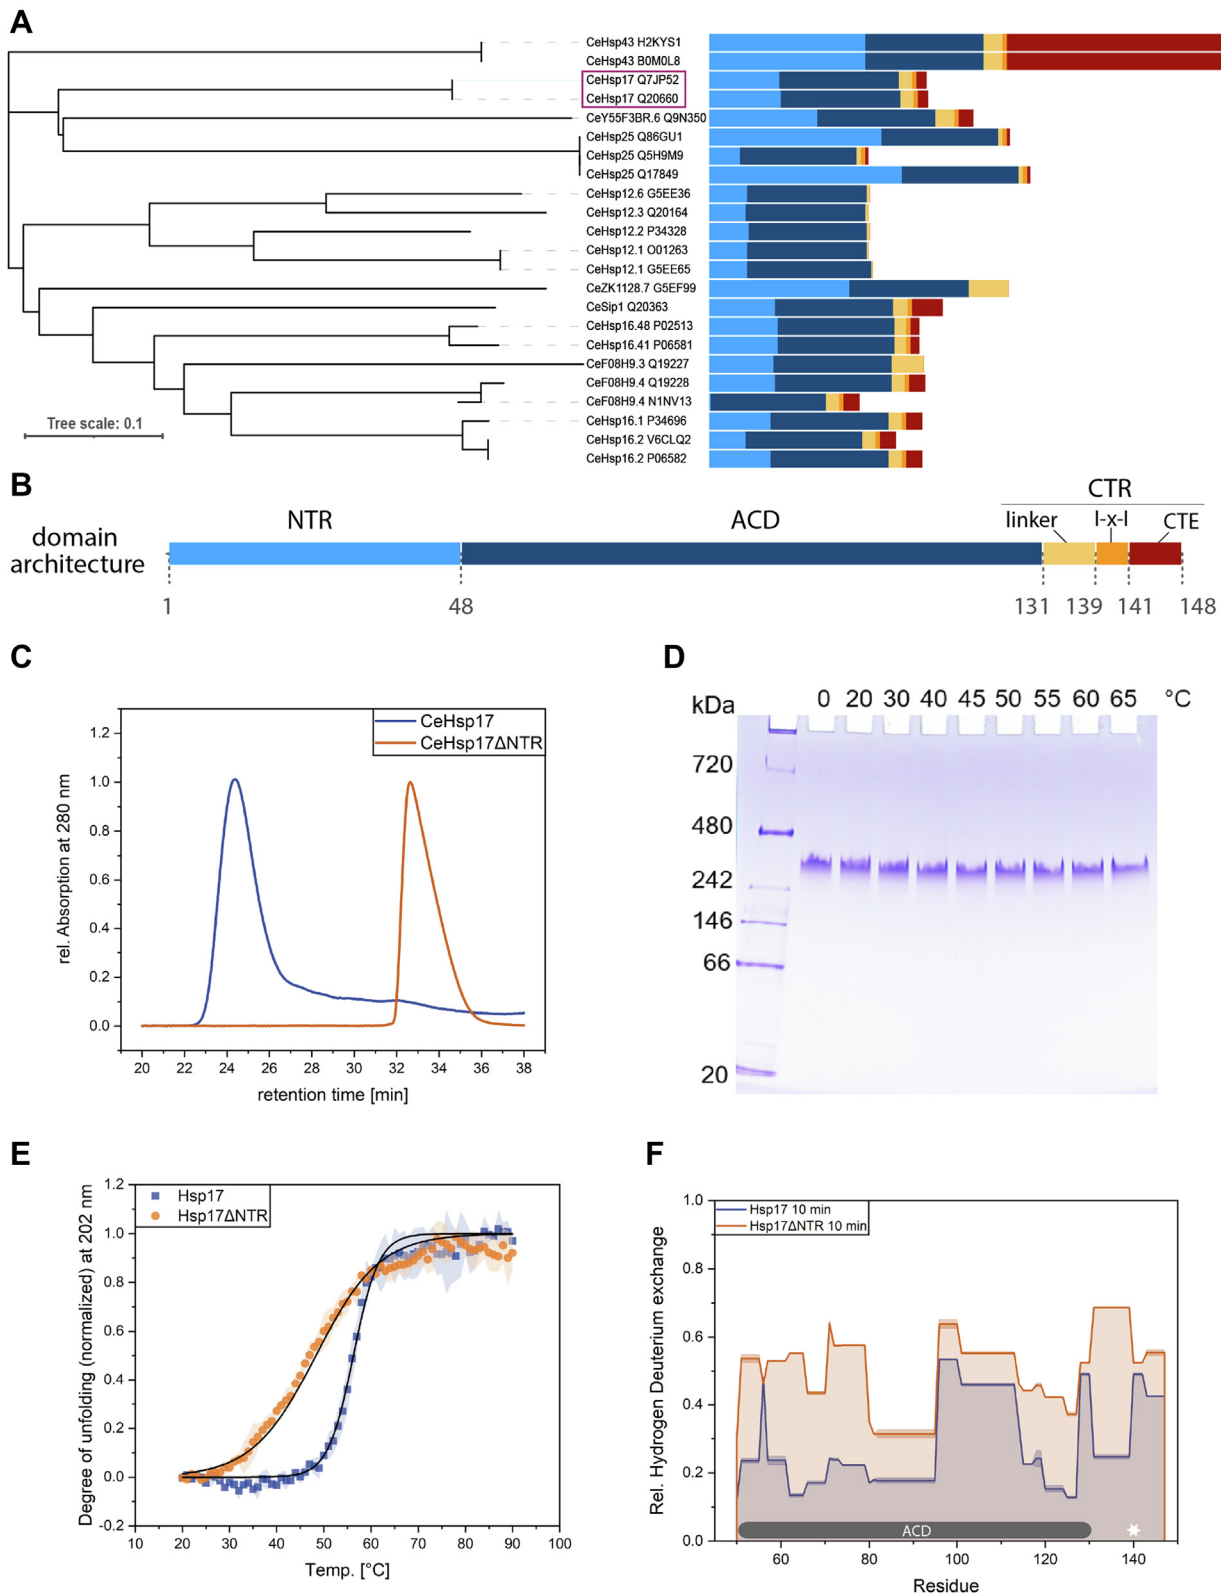 A
CeHsp43 H2KYS1
CeHsp43 B0M0L8
CeHsp17 Q7JP52
CeHsp17 Q20660
CeY55F3BR.6 Q9N350
CeHsp25 Q86GU1
CeHsp25 Q5H9M9
CeHsp25 Q17849
CeHsp12.6 G5EE36
CeHsp12.3 Q20164
CeHsp12.2 P34328
CeHsp12.1 O01263
CeHsp12.1 G5EE65
CeZK1128.7 G5EF99
CeSip1 Q20363
CeHsp16.48 P02513
CeHsp16.41 P06581
CeF08H9.3 Q19227
CeF08H9.4 Q19228
CeF08H9.4 N1NV13
CeHsp16.1 P34696
CeHsp16.2 V6CLQ2
CeHsp16.2 P06582
Tree scale: 0.1
B
domain
architecture
NTR
ACD
CTR
linker
I-x-I
CTE
1
48
131
139
141
148
C
CeHsp17
CeHsp17ΔNTR
rel. Absorption at 280 nm
1.2
1.0
0.8
0.6
0.4
0.2
0.0
20 22 24 26 28 30 32 34 36 38
retention time [min]
D
kDa 0 20 30 40 45 50 55 60 65 °C
720
480
242
146
66
20
E
Hsp17
Hsp17ΔNTR
Degree of unfolding (normalized) at 202 nm
1.2
1.0
0.8
0.6
0.4
0.2
0.0
-0.2
10 20 30 40 50 60 70 80 90 100
Temp. [°C]
F
Hsp17 10 min
Hsp17ΔNTR 10 min
Rel. Hydrogen Deuterium exchange
1.0
0.8
0.6
0.4
0.2
0.0
ACD
60 80 100 120 140
Residue